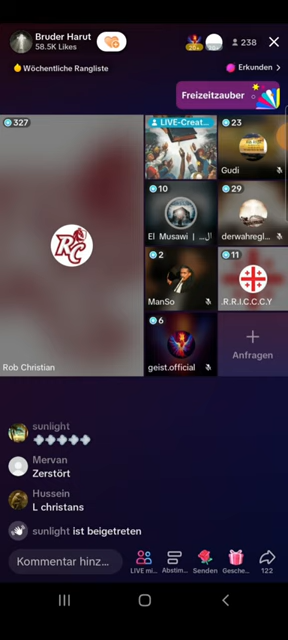 Bruder Harut
58.5K Likes
20+
238
Wöchentliche Rangliste
Erkunden >
Freizeitzauber
327
LIVE-Creat...
23
Gudi
10
El Musawi | ...ال
29
derwahregl...
RC
Rob Christian
2
ManSo
11
.R.R.I.C.C.C.Y
6
geist.official
+
Anfragen
sunlight
Mervan
Zerstört
Hussein
L christans
sunlight ist beigetreten
Kommentar hinz...
LIVE mi...
Abstim...
Senden
Gesche...
122